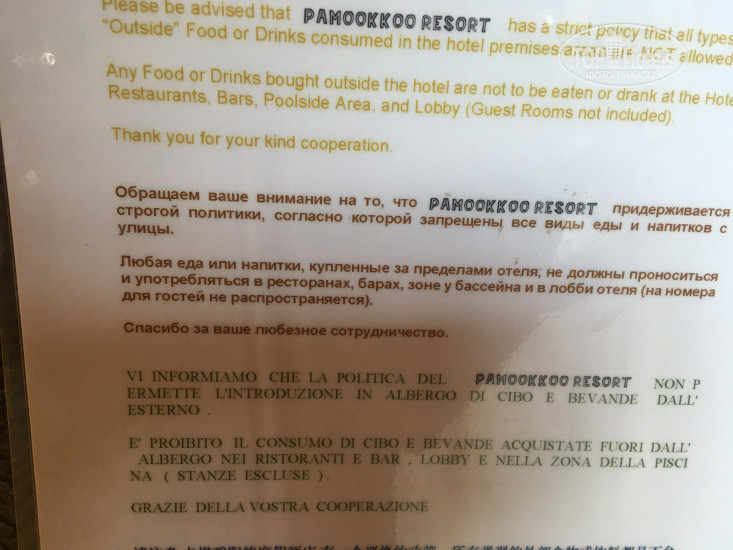 Please be advised that PAMOOKKOO RESORT has a strict policy that all types
"Outside" Food or Drinks consumed in the hotel premises areas are NOT allowed
Any Food or Drinks bought outside the hotel are not to be eaten or drank at the Hote
Restaurants, Bars, Poolside Area, and Lobby (Guest Rooms not included).
Thank you for your kind cooperation.
Обращаем ваше внимание на то, что PAMOOKKOO RESORT придерживается
строгой политики, согласно которой запрещены все виды еды и напитков с
улицы.
Любая еда или напитки, купленные за пределами отеля, не должны проноситься
и употребляться в ресторанах, барах, зоне у бассейна и в лобби отеля (на номера
для гостей не распространяется).
Спасибо за ваше любезное сотрудничество.
VI INFORMIAMO CHE LA POLITICA DEL PAMOOKKOO RESORT NON P
ERMETTE L'INTRODUZIONE IN ALBERGO DI CIBO E BEVANDE DALL'
ESTERNO .
E' PROIBITO IL CONSUMO DI CIBO E BEVANDE ACQUISTATE FUORI DALL'
ALBERGO NEI RISTORANTI E BAR , LOBBY E NELLA ZONA DELLA PISCI
NA ( STANZE ESCLUSE ).
GRAZIE DELLA VOSTRA COOPERAZIONE